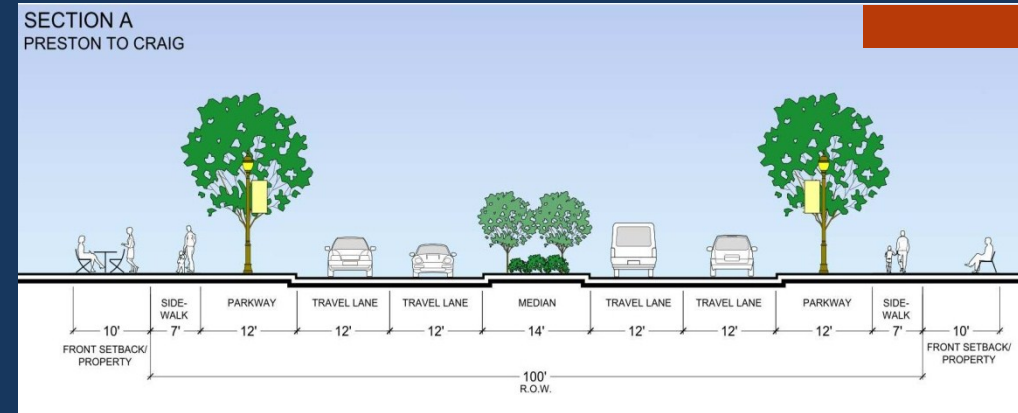 SECTION A
PRESTON TO CRAIG
SIDE-
WALK
PARKWAY
TRAVEL LANE
TRAVEL LANE
MEDIAN
TRAVEL LANE
TRAVEL LANE
PARKWAY
SIDE-
WALK
10'
7'
12'
12'
12'
14'
12'
12'
12'
7'
10'
FRONT SETBACK/
PROPERTY
FRONT SETBACK/
PROPERTY
100'
R.O.W.